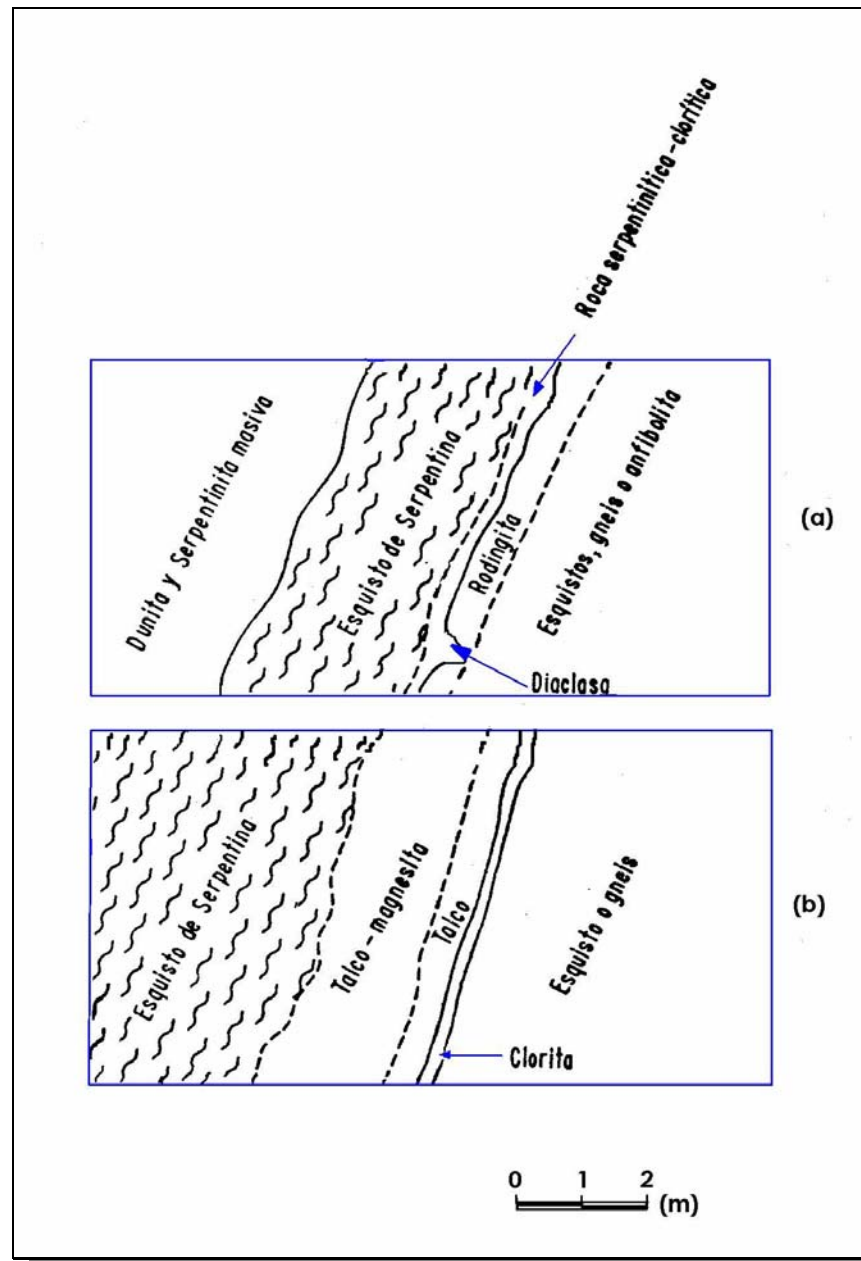 Roca serpentinítica-clorítica
Dunita y Serpentinita masiva
Esquisto de Serpentina
Rodingita
Esquistos, gneis o anfibolita
(a)
Diaclasa
Esquisto de Serpentina
Talco - magnesita
Talco
Esquisto o gneis
(b)
Clorita
0 1 2
(m)